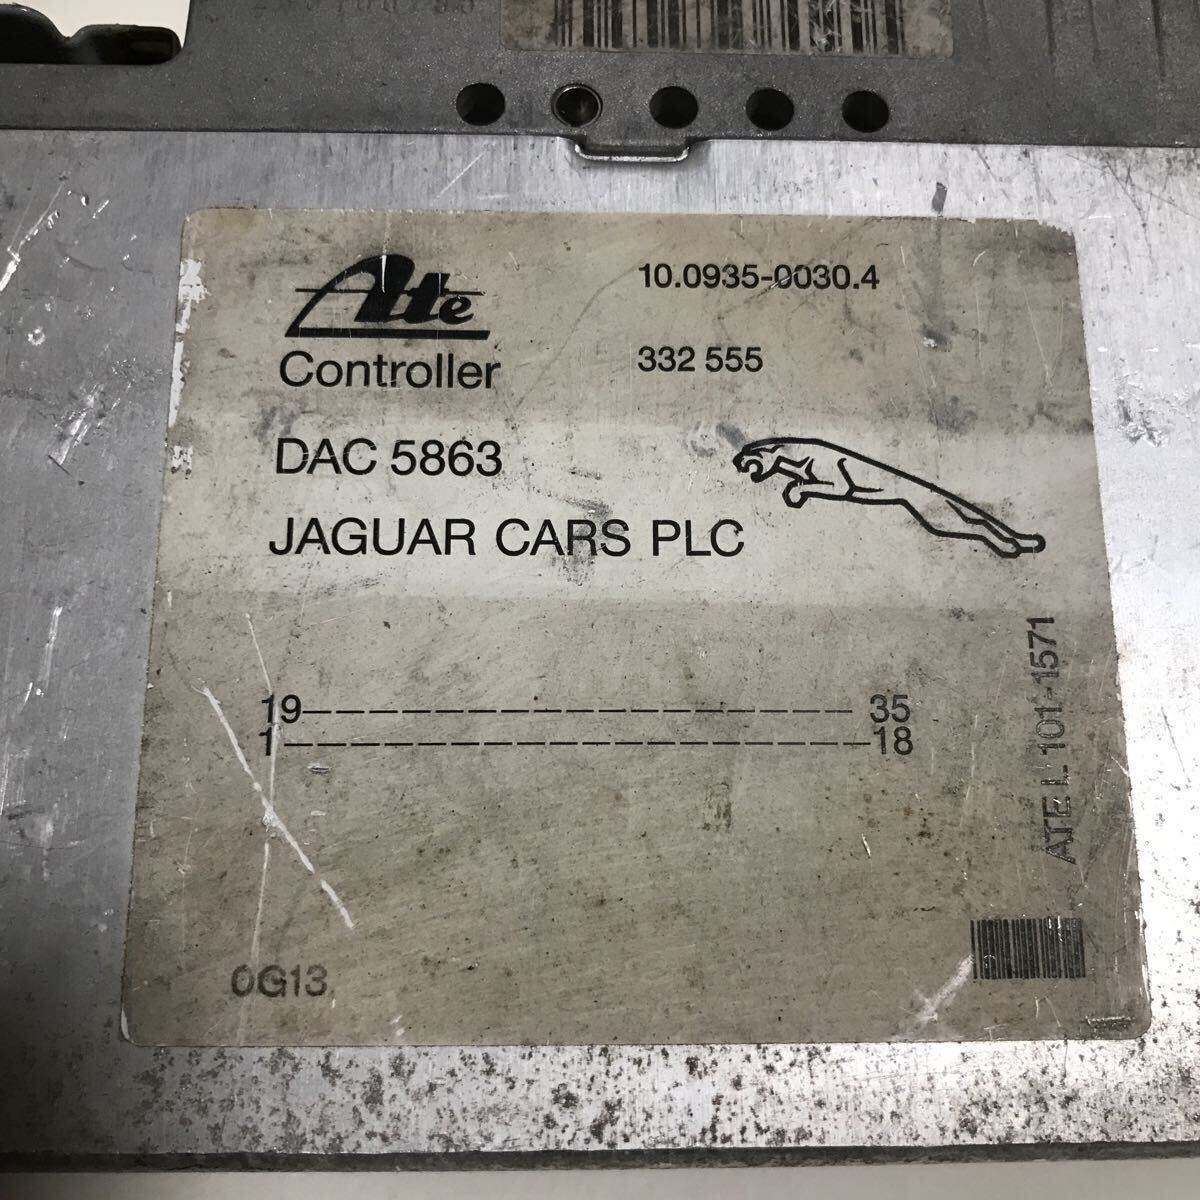 Ate
10.0935-0030.4
Controller
332 555
DAC 5863
JAGUAR CARS PLC
19—————————————————35
1——————————————————18
ATE L 101-1571
0G13